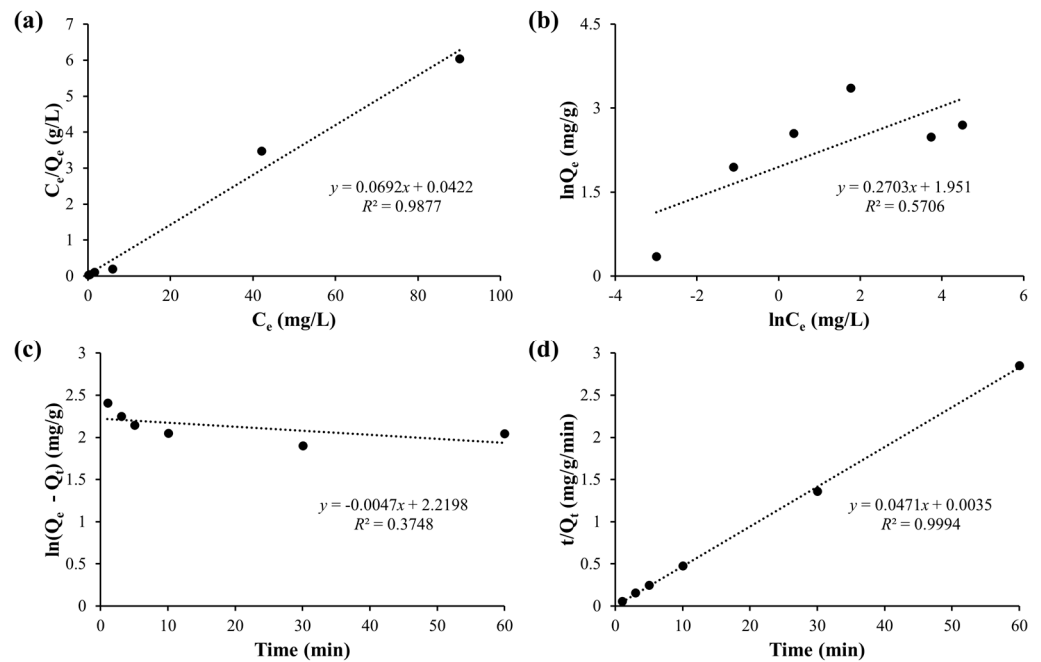 (a)
7
6
5
4
3
2
1
0
Cₑ/Qₑ (g/L)
y = 0.0692x + 0.0422
R² = 0.9877
0 20 40 60 80 100
Cₑ (mg/L)
(b)
4.5
3
1.5
0
lnQₑ (mg/g)
y = 0.2703x + 1.951
R² = 0.5706
-4 -2 0 2 4 6
lnCₑ (mg/L)
(c)
3
2.5
2
1.5
1
0.5
0
ln(Qₑ - Qₜ) (mg/g)
y = -0.0047x + 2.2198
R² = 0.3748
0 10 20 30 40 50 60
Time (min)
(d)
3
2.5
2
1.5
1
0.5
0
t/Qₜ (mg/g/min)
y = 0.0471x + 0.0035
R² = 0.9994
0 10 20 30 40 50 60
Time (min)